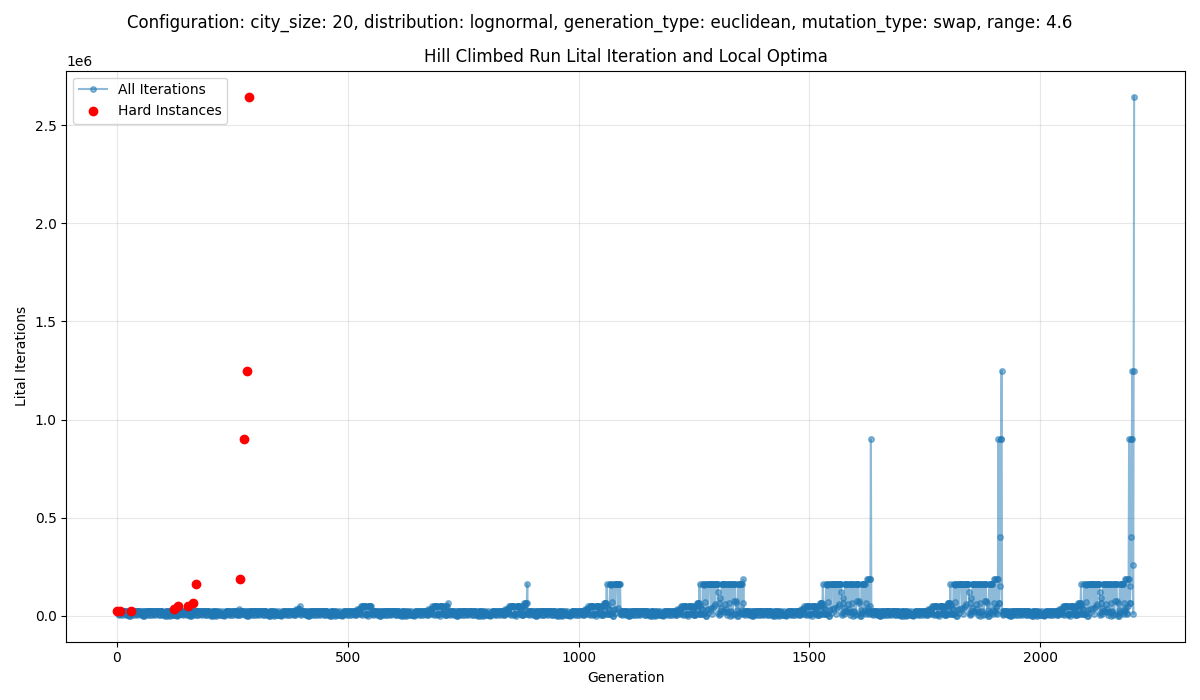 Configuration: city_size: 20, distribution: lognormal, generation_type: euclidean, mutation_type: swap, range: 4.6
Hill Climbed Run Lital Iteration and Local Optima
1e6
All Iterations
Hard Instances
2.5
2.0
1.5
1.0
0.5
0.0
Lital Iterations
0
500
1000
1500
2000
Generation